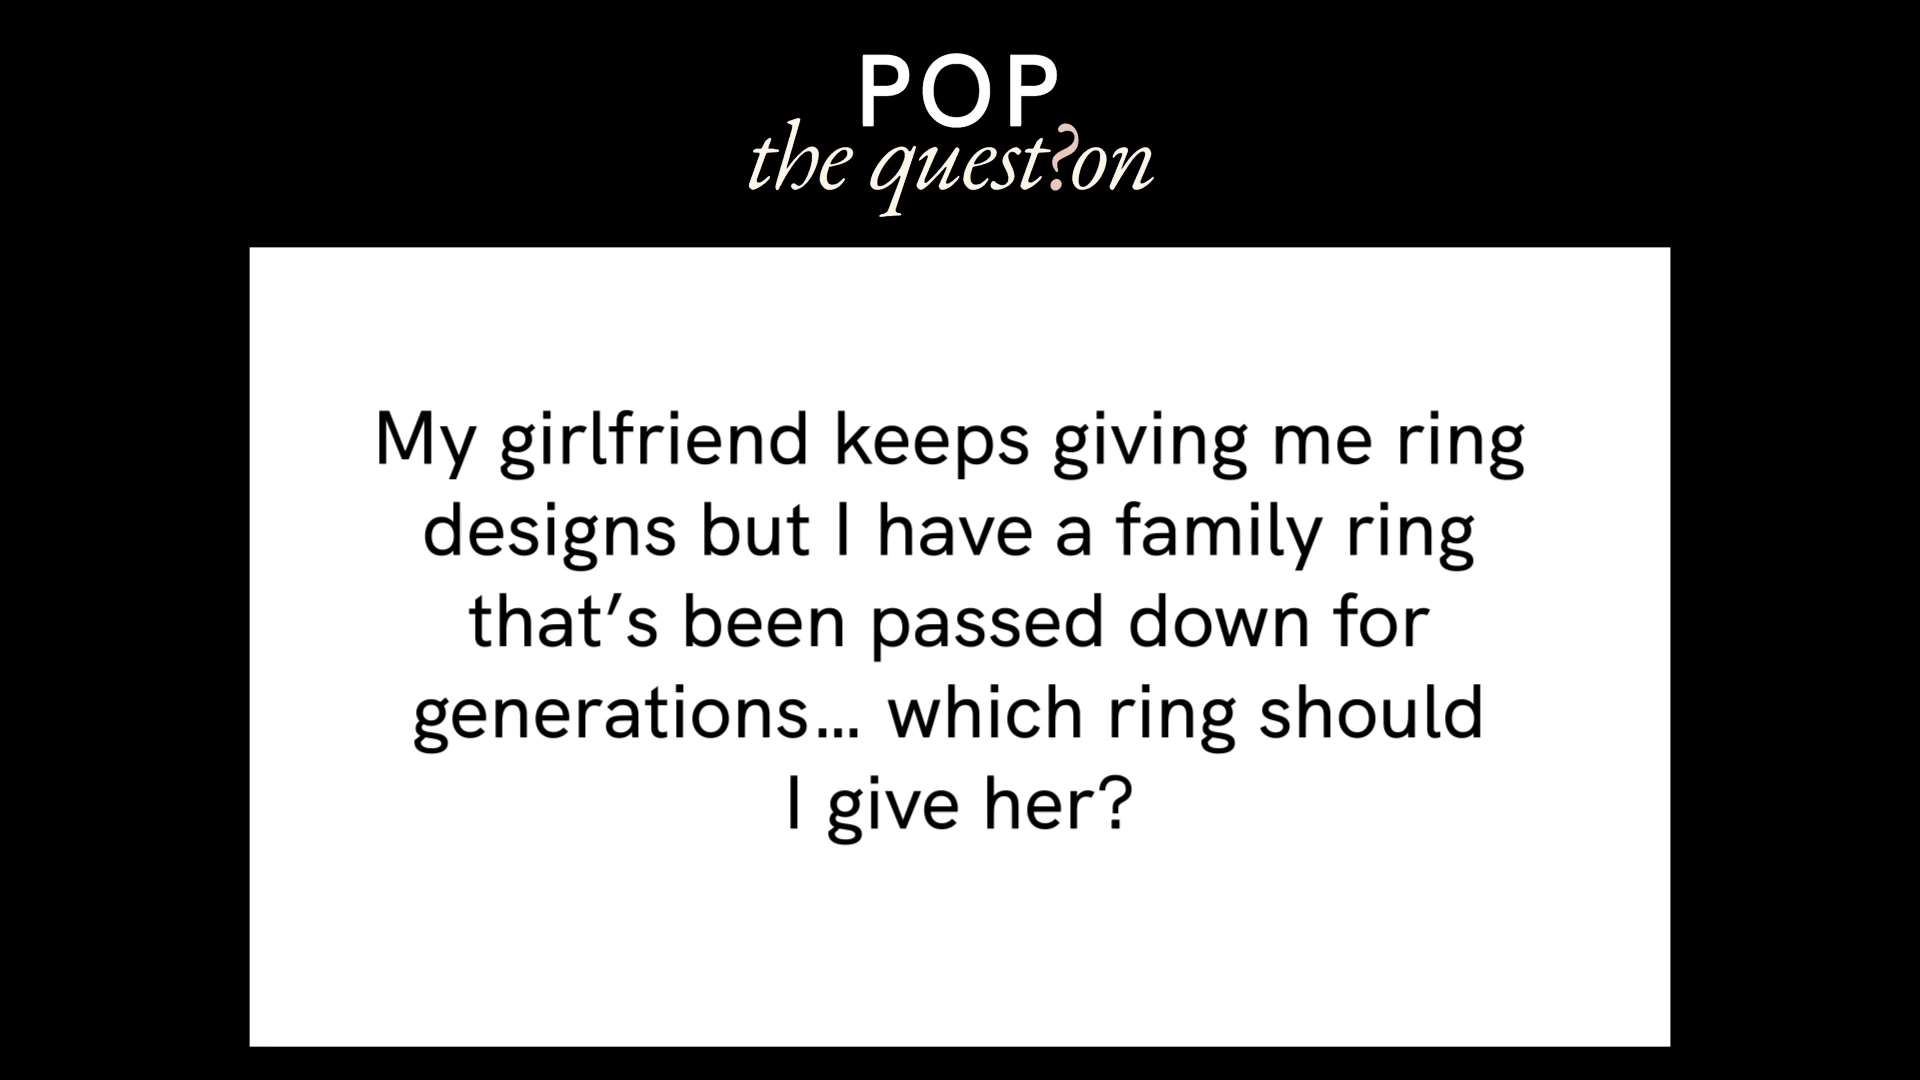 POP
the quest?on
My girlfriend keeps giving me ring
designs but I have a family ring
that’s been passed down for
generations... which ring should
I give her?